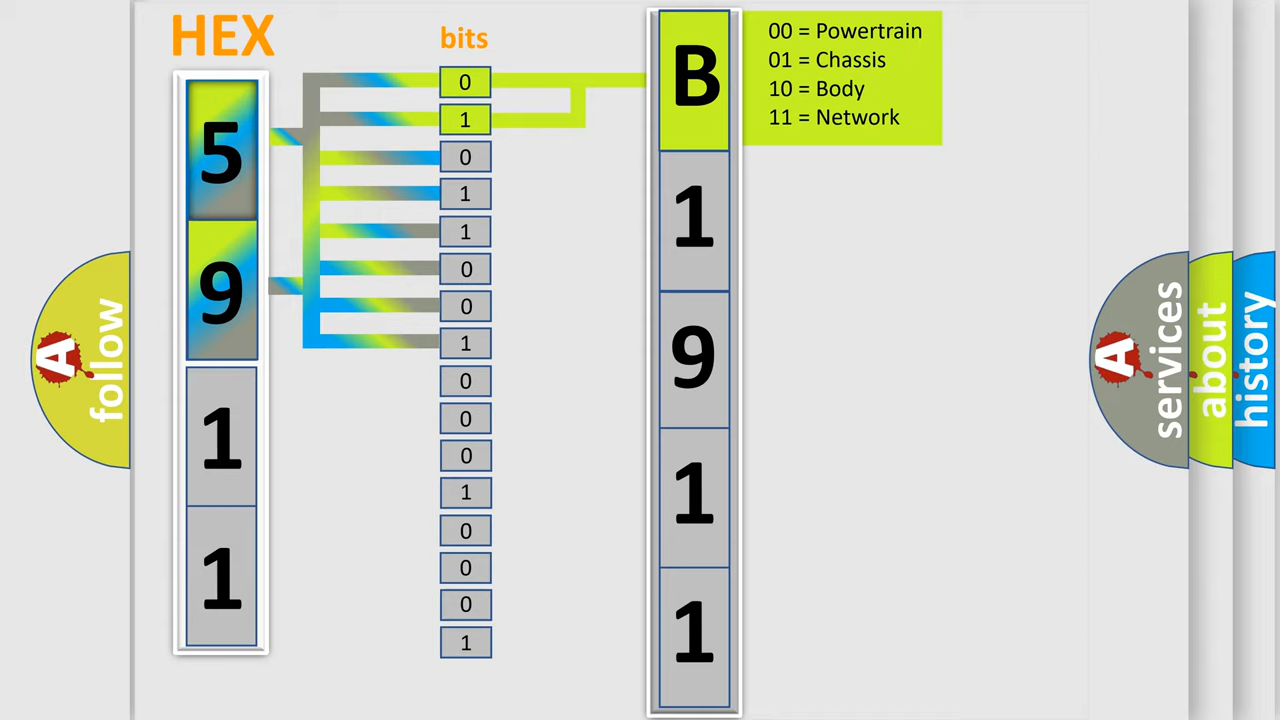 HEX
bits
5
9
1
1
0
1
0
1
1
0
0
1
0
0
0
1
0
0
0
1
B
1
9
1
1
00 = Powertrain
01 = Chassis
10 = Body
11 = Network
A
follow
A
services
about
history